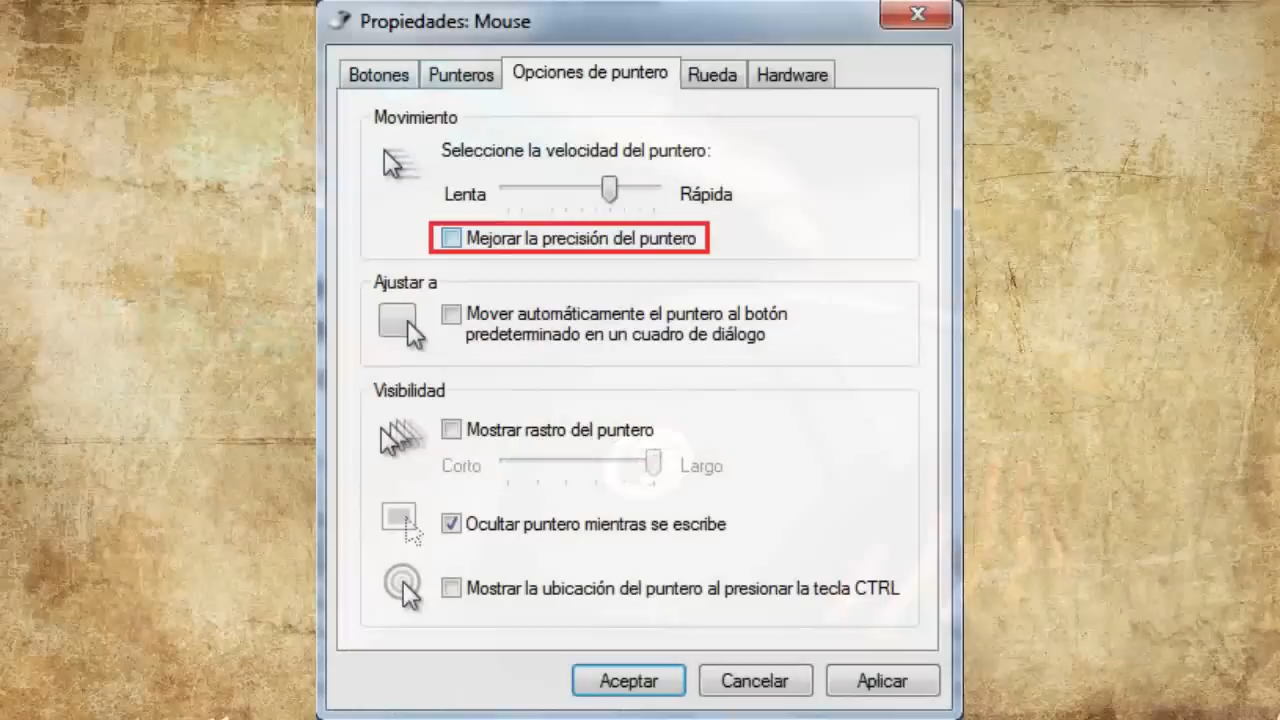 Propiedades: Mouse
Botones
Punteros
Opciones de puntero
Rueda
Hardware
Movimiento
Seleccione la velocidad del puntero:
Lenta
Rápida
Mejorar la precisión del puntero
Ajustar a
Mover automáticamente el puntero al botón
predeterminado en un cuadro de diálogo
Visibilidad
Mostrar rastro del puntero
Corto
Largo
Ocultar puntero mientras se escribe
Mostrar la ubicación del puntero al presionar la tecla CTRL
Aceptar
Cancelar
Aplicar